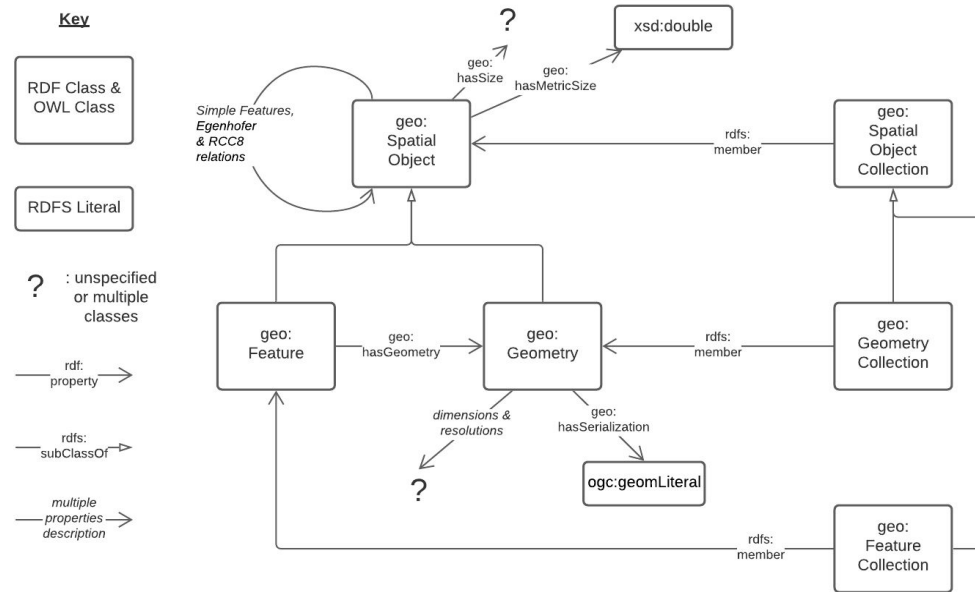 Key
RDF Class &
OWL Class
RDFS Literal
?
: unspecified
or multiple
classes
rdf:
property
rdfs:
subClassOf
multiple
properties
description
?
xsd:double
geo:
hasSize
geo:
hasMetricSize
Simple Features,
Egenhofer
& RCC8
relations
geo:
Spatial
Object
rdfs:
member
geo:
Spatial
Object
Collection
geo:
Feature
geo:
hasGeometry
geo:
Geometry
rdfs:
member
geo:
Geometry
Collection
dimensions &
resolutions
geo:
hasSerialization
?
ogc:geomLiteral
rdfs:
member
geo:
Feature
Collection